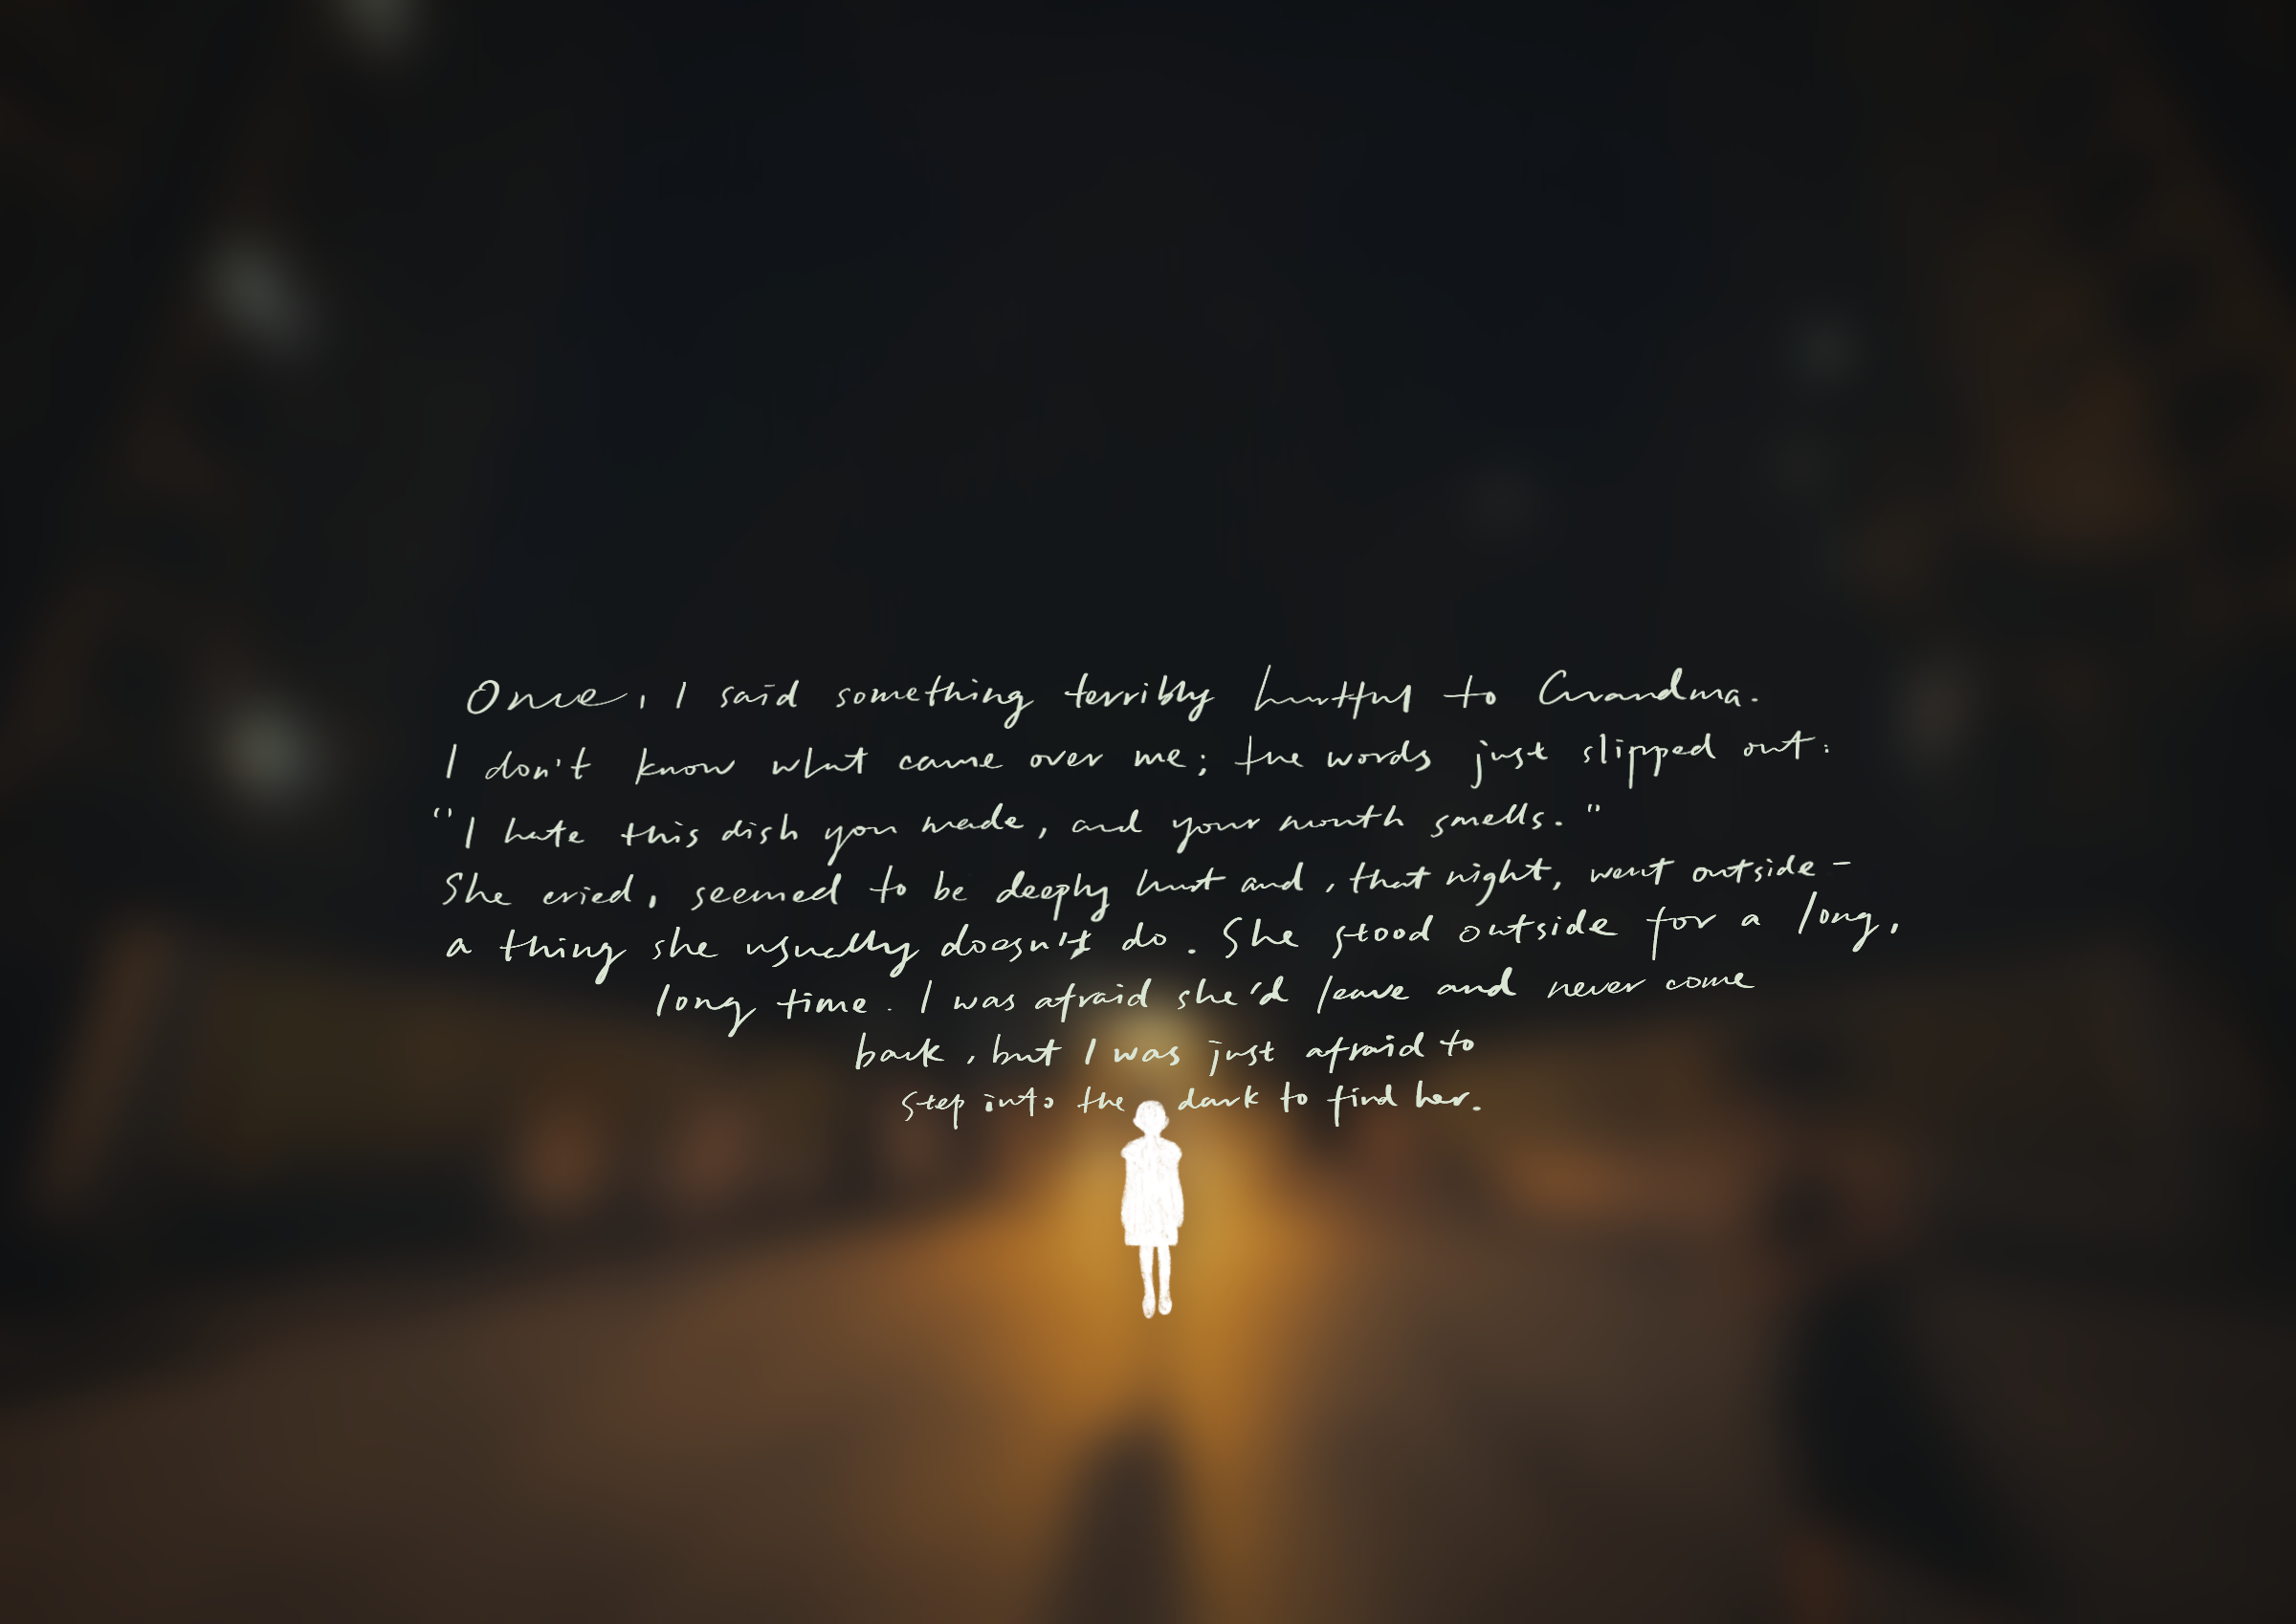 Once, I said something terribly hurtful to Grandma.
I don't know what came over me; the words just slipped out:
"I hate this dish you made, and your mouth smells."
She cried, seemed to be deeply hurt and, that night, went outside –
a thing she usually doesn't do. She stood outside for a long,
long time. I was afraid she'd leave and never come
back, but I was just afraid to
step into the dark to find her.